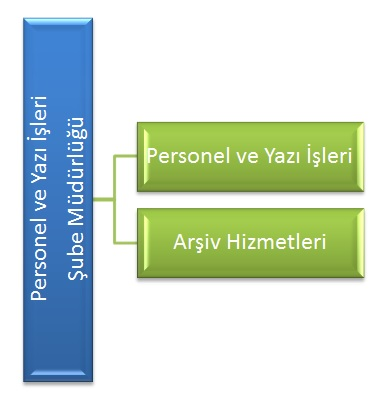 Personel ve Yazı İşleri
Şube Müdürlüğü
Personel ve Yazı İşleri
Arşiv Hizmetleri